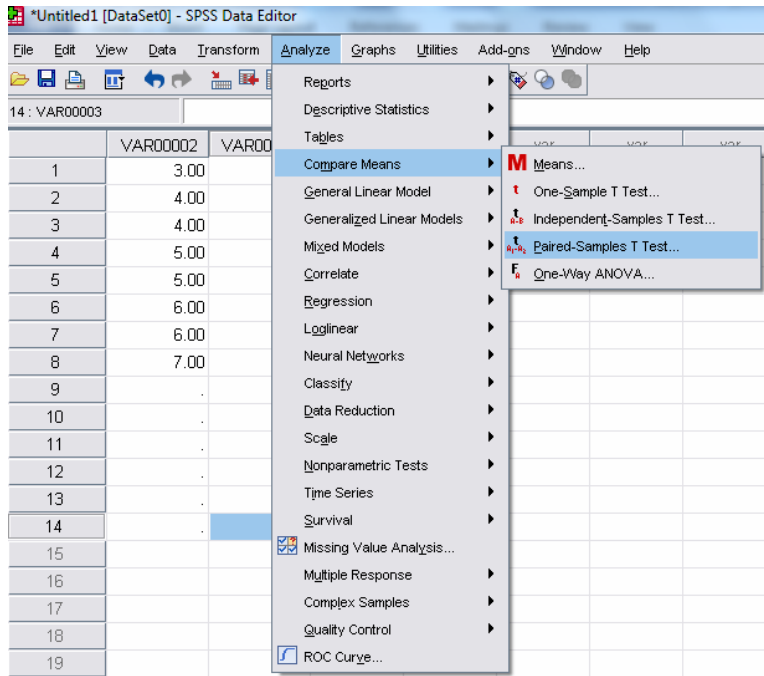 *Untitled1 [DataSet0] - SPSS Data Editor
File Edit View Data Transform Analyze Graphs Utilities Add-ons Window Help
14 : VAR00003
VAR00002 VAR00
1 3.00
2 4.00
3 4.00
4 5.00
5 5.00
6 6.00
7 6.00
8 7.00
9 .
10 .
11 .
12 .
13 .
14 .
15
16
17
18
19
Reports
Descriptive Statistics
Tables
Compare Means
General Linear Model
Generalized Linear Models
Mixed Models
Correlate
Regression
Loglinear
Neural Networks
Classify
Data Reduction
Scale
Nonparametric Tests
Time Series
Survival
Missing Value Analysis...
Multiple Response
Complex Samples
Quality Control
ROC Curve...
M Means...
t One-Sample T Test...
Independent-Samples T Test...
Paired-Samples T Test...
One-Way ANOVA...